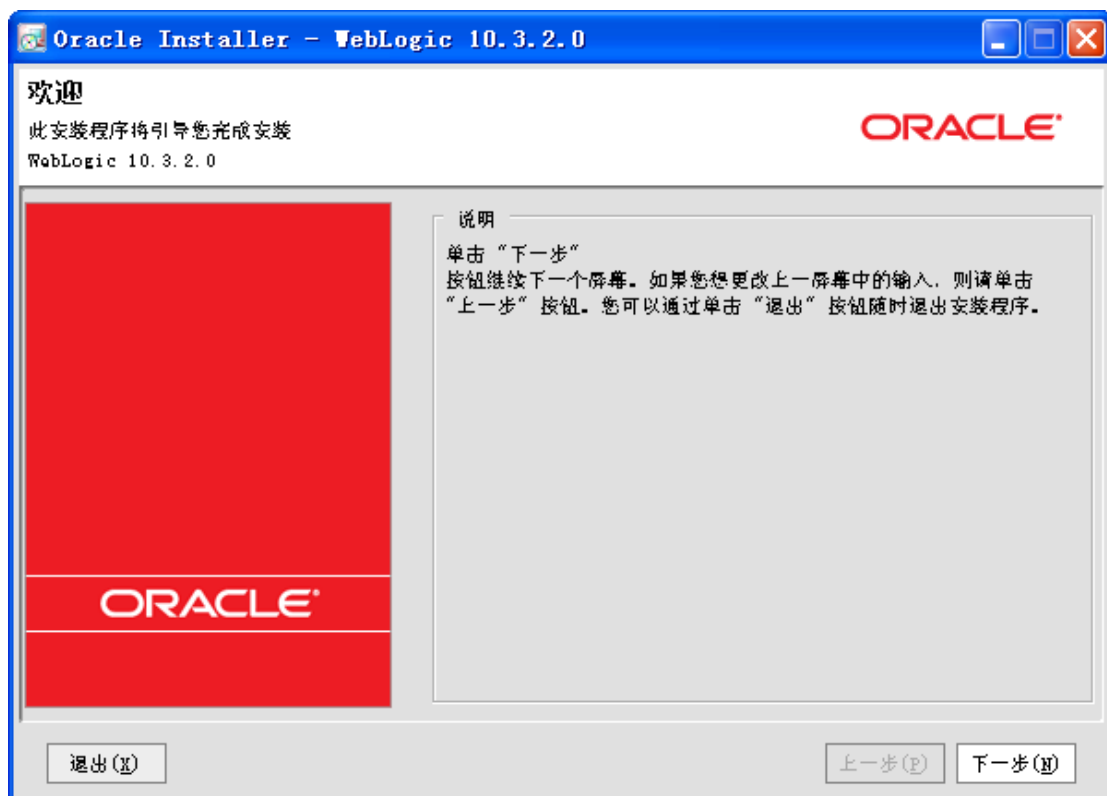 Oracle Installer - WebLogic 10.3.2.0
欢迎
此安装程序将引导您完成安装
WebLogic 10.3.2.0
ORACLE
说明
单击“下一步”
按钮继续下一个屏幕。如果您想更改上一屏幕中的输入，则请单击
“上一步” 按钮。您可以通过单击“退出” 按钮随时退出安装程序。
ORACLE
退出(X)
上一步(P)
下一步(N)